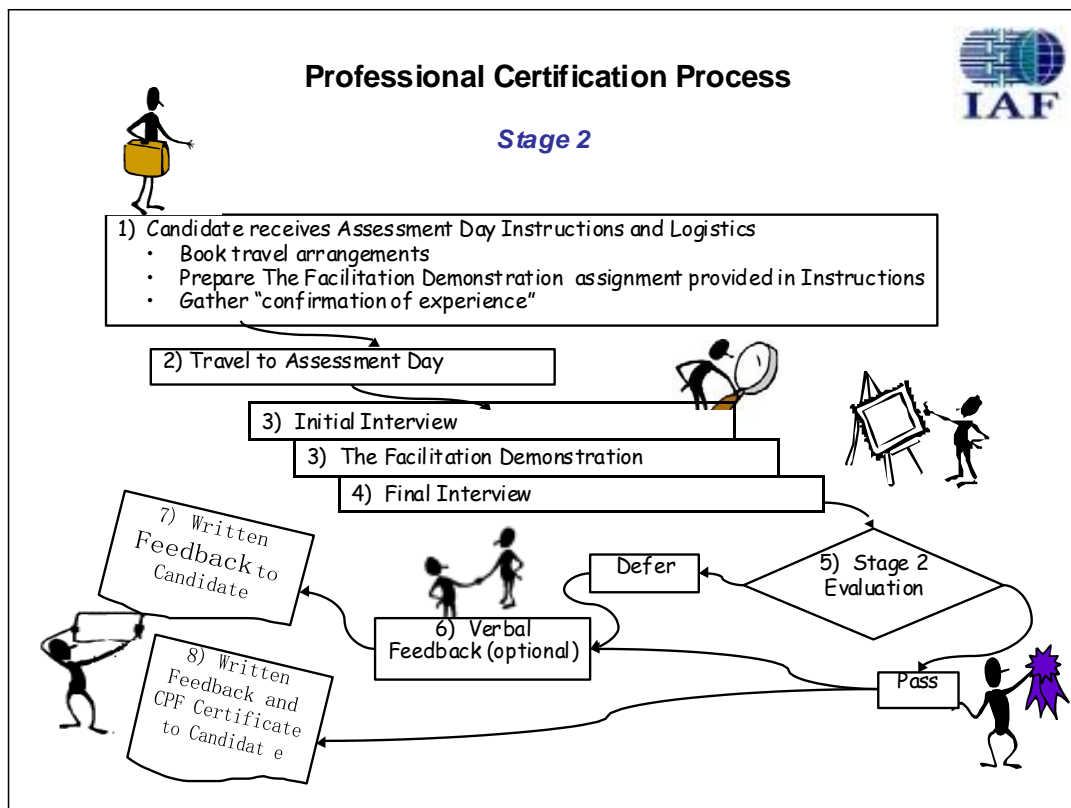 Professional Certification Process
IAF
Stage 2
1) Candidate receives Assessment Day Instructions and Logistics
• Book travel arrangements
• Prepare The Facilitation Demonstration assignment provided in Instructions
• Gather “confirmation of experience”
2) Travel to Assessment Day
3) Initial Interview
3) The Facilitation Demonstration
4) Final Interview
5) Stage 2
Evaluation
Defer
6) Verbal
Feedback (optional)
7) Written
Feedback to
Candidate
Pass
8) Written
Feedback and
CPF Certificate
to Candidat e